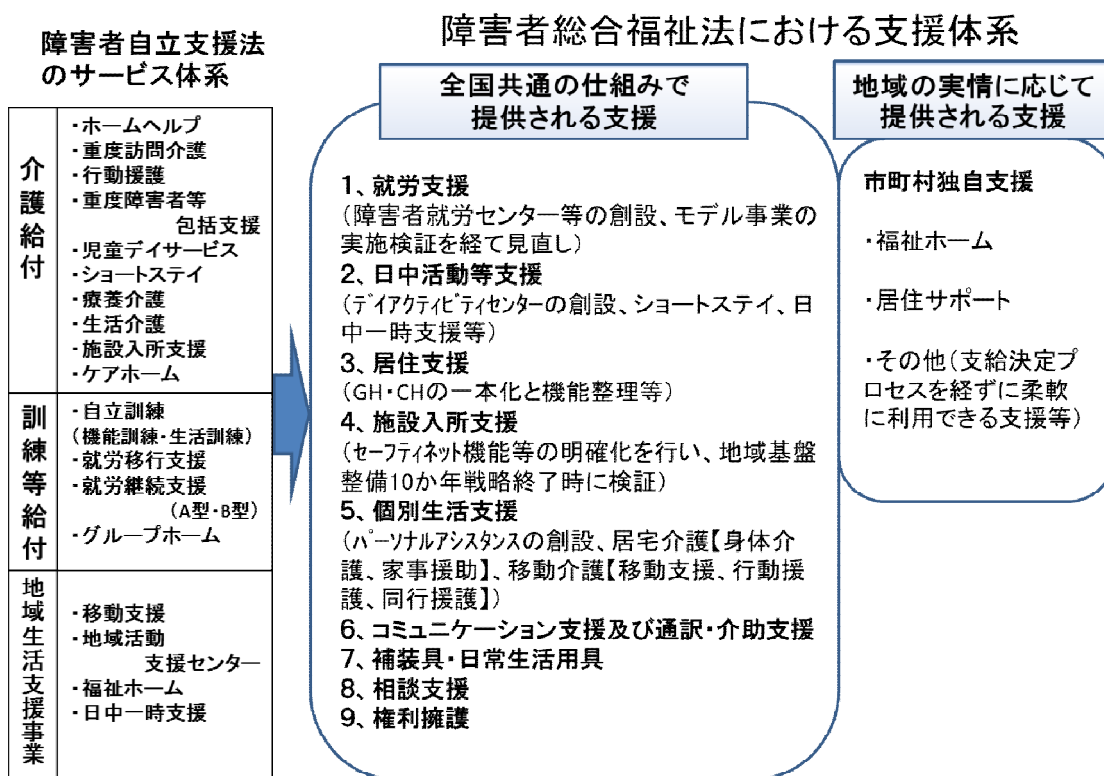 障害者自立支援法
のサービス体系
介護給付
・ホームヘルプ
・重度訪問介護
・行動援護
・重度障害者等
包括支援
・児童デイサービス
・ショートステイ
・療養介護
・生活介護
・施設入所支援
・ケアホーム
訓練等給付
・自立訓練
(機能訓練・生活訓練)
・就労移行支援
・就労継続支援
(A型・B型)
・グループホーム
地域生活支援事業
・移動支援
・地域活動
支援センター
・福祉ホーム
・日中一時支援
障害者総合福祉法における支援体系
全国共通の仕組みで
提供される支援
1、就労支援
(障害者就労センター等の創設、モデル事業の
実施検証を経て見直し)
2、日中活動等支援
(ﾃﾞｲｱｸﾃｨﾋﾞﾃｨセンターの創設、ショートステイ、日
中一時支援等)
3、居住支援
(GH・CHの一本化と機能整理等)
4、施設入所支援
(ｾｰﾌﾃｨﾈｯﾄ機能等の明確化を行い、地域基盤
整備10か年戦略終了時に検証)
5、個別生活支援
(ﾊﾟｰｿﾅﾙｱｼｽﾀﾝｽの創設、居宅介護【身体介
護、家事援助】、移動介護【移動支援、行動援
護、同行援護】)
6、コミュニケーション支援及び通訳・介助支援
7、補装具・日常生活用具
8、相談支援
9、権利擁護
地域の実情に応じて
提供される支援
市町村独自支援
・福祉ホーム
・居住サポート
・その他(支給決定プ
ロセスを経ずに柔軟
に利用できる支援等)